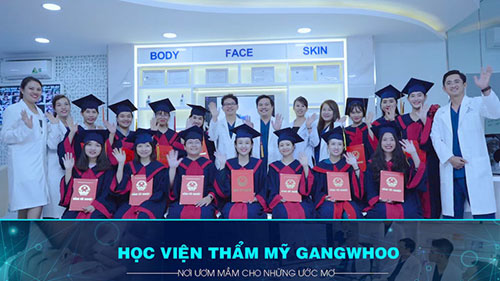 BODY FACE SKIN
HỌC VIỆN THẨM MỸ GANGWHOO
NƠI ƯƠM MẦM CHO NHỮNG ƯỚC MƠ